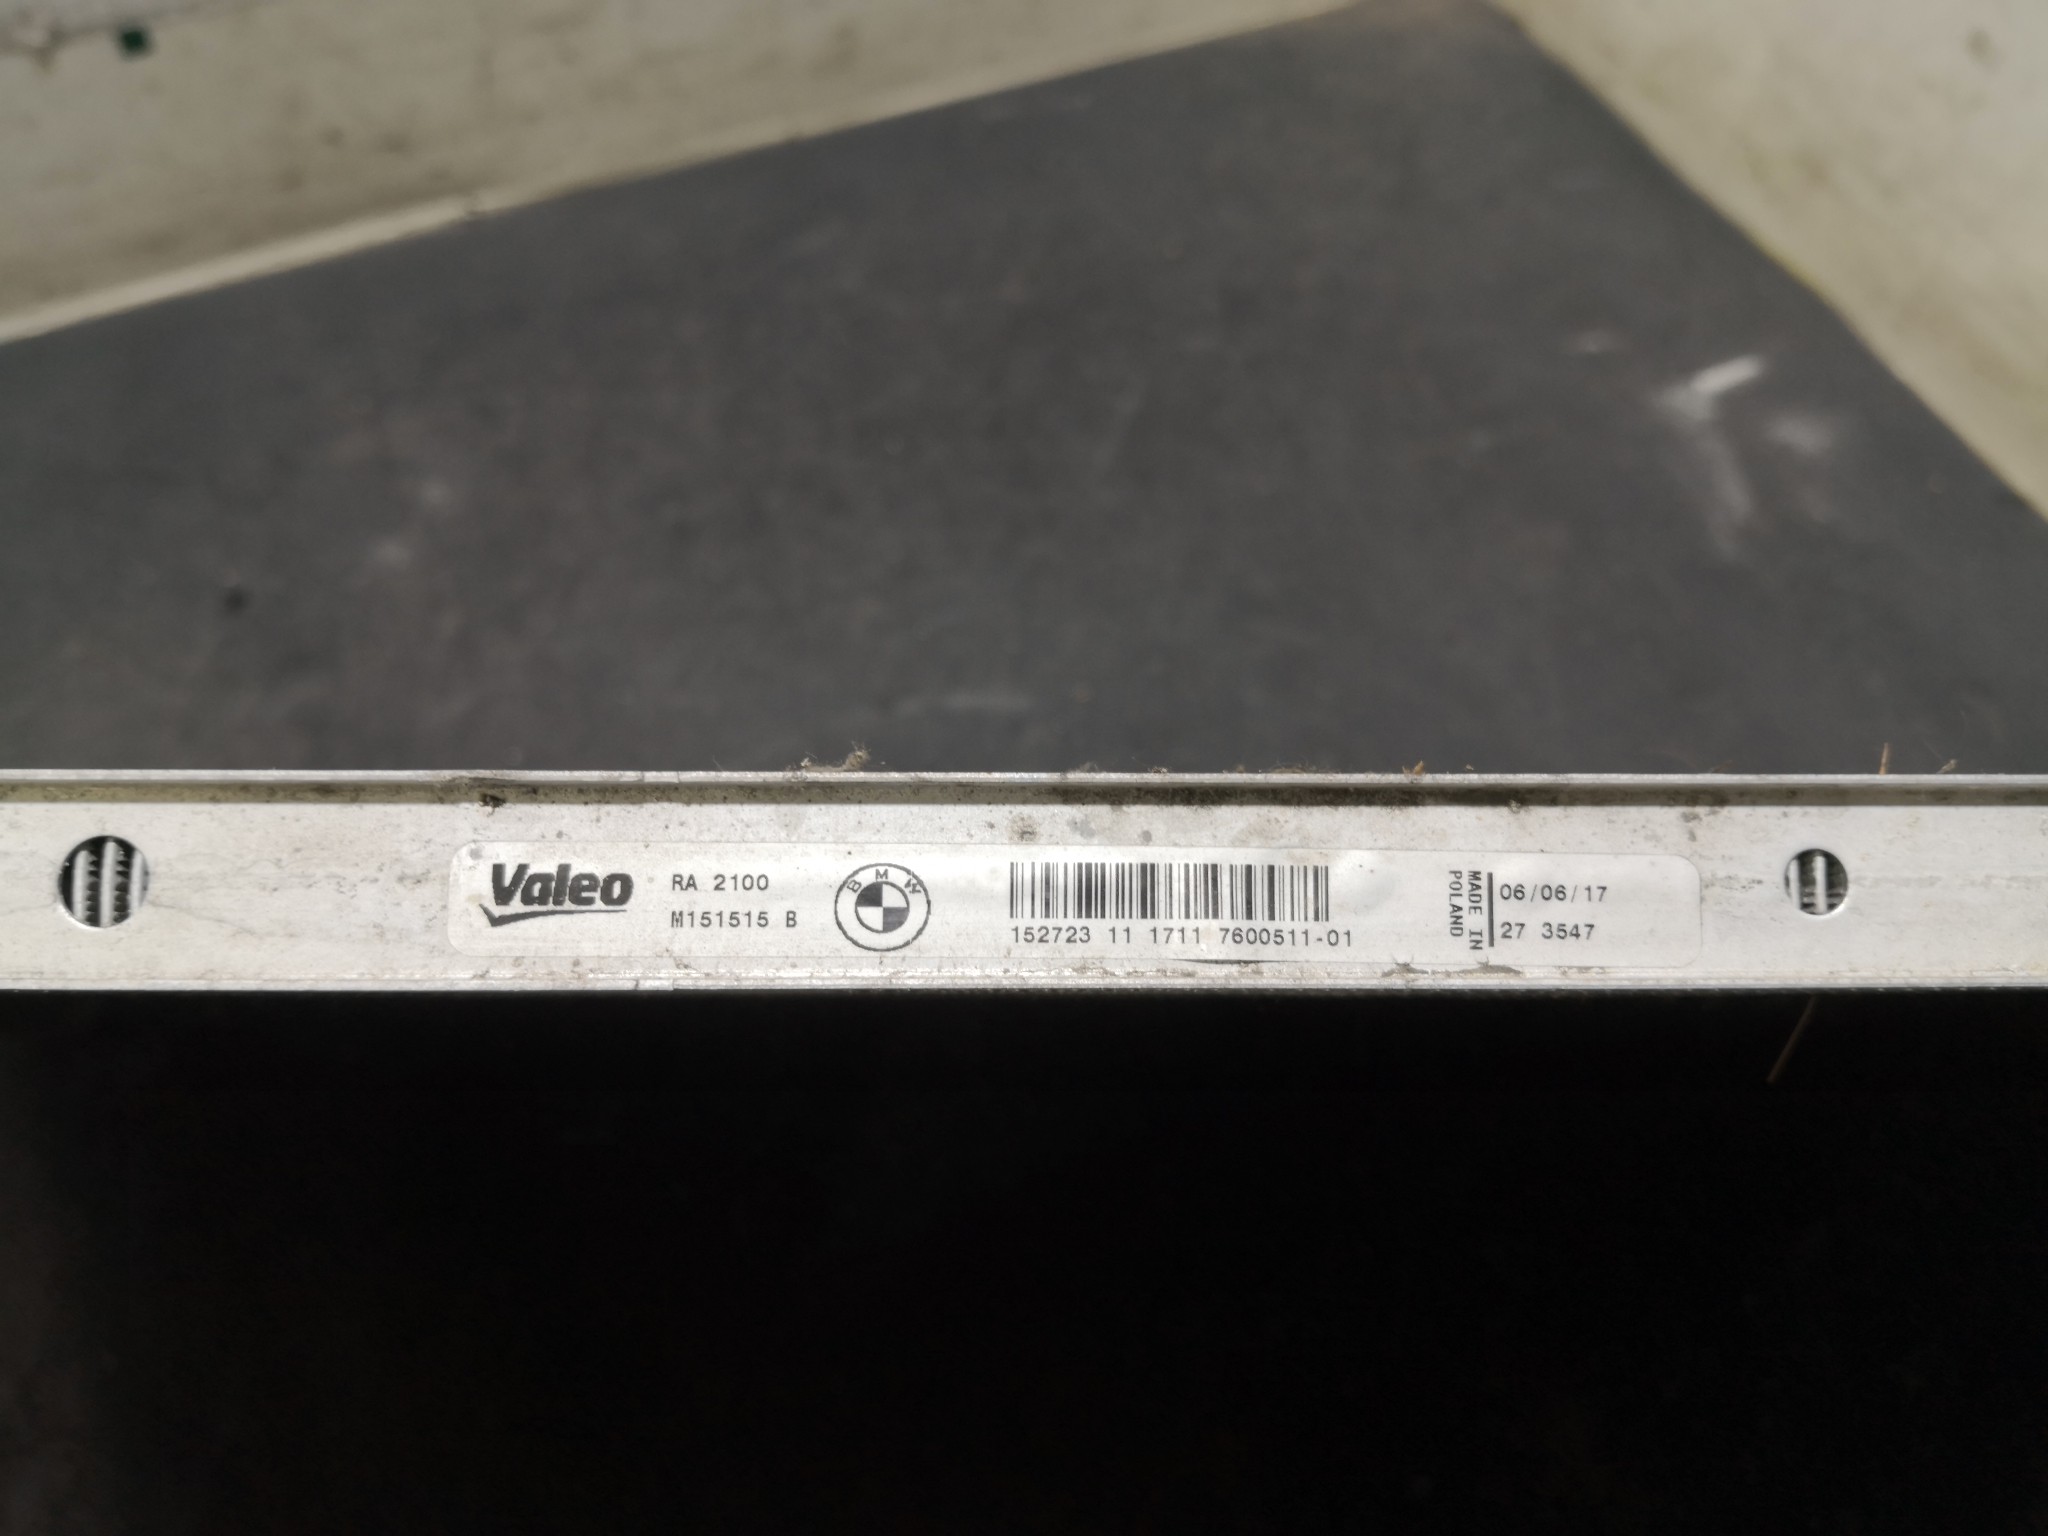 Valeo
RA 2100
M151515 B
BMW
152723 11 1711 7600511-01
MADE IN
POLAND
06/06/17
27 3547